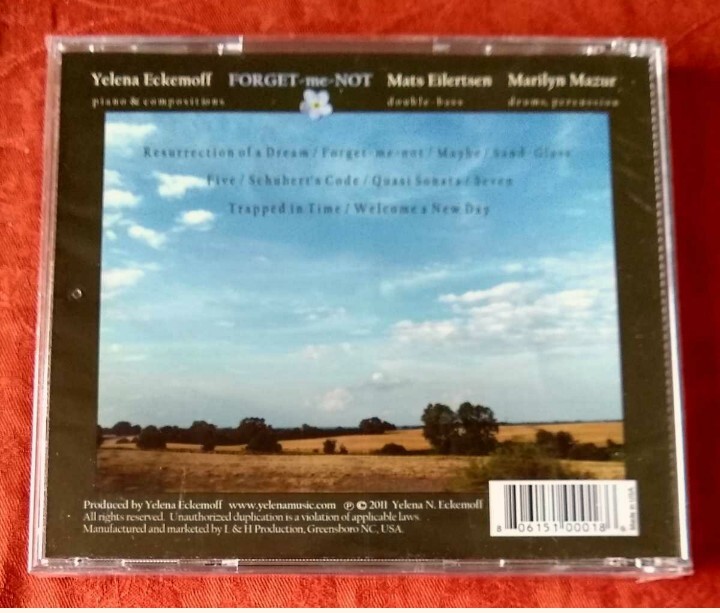 Yelena Eckemoff FORGET-me-NOT Mats Eilertsen Marilyn Mazur
piano & compositions double-bass drums, percussion
Resurrection of a Dream / Forget-me-not / Maybe / Sand-Glass
Five / Schubert's Code / Quasi Sonata / Seven
Trapped in Time / Welcome a New Day
Produced by Yelena Eckemoff www.yelenamusic.com ℗ © 2011 Yelena N. Eckemoff
All rights reserved. Unauthorized duplication is a violation of applicable laws.
Manufactured and marketed by L & H Production, Greensboro NC, USA.
8 06151 00018
Made in USA